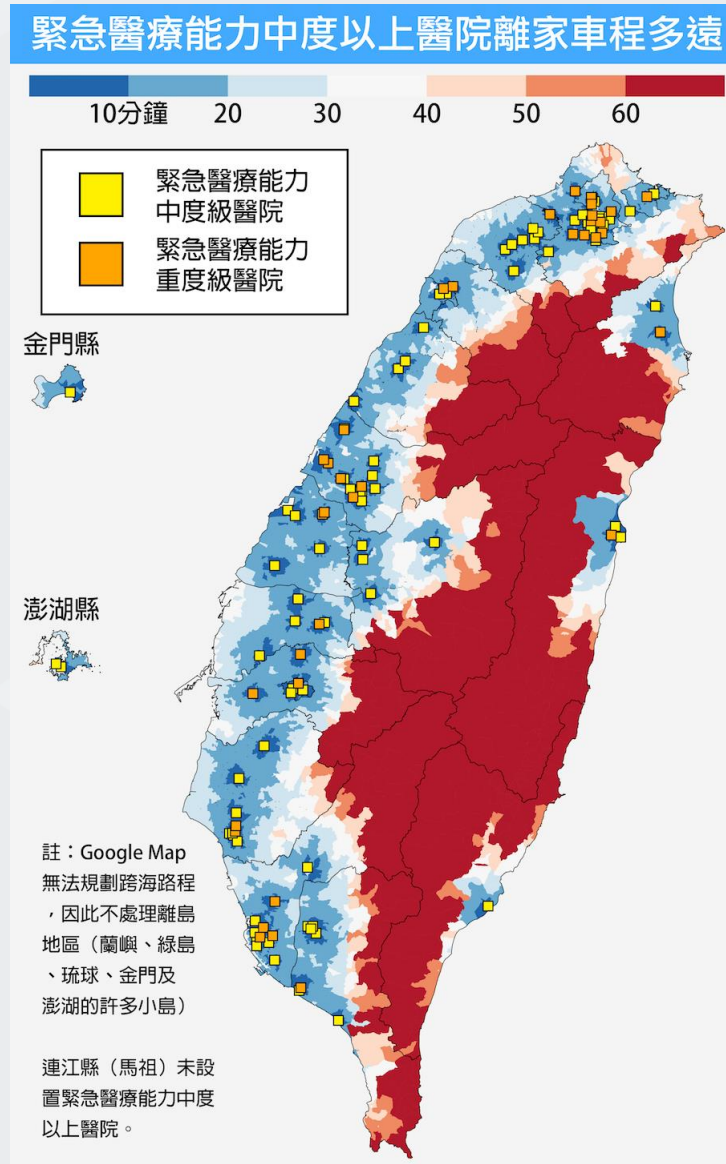 緊急醫療能力中度以上醫院離家車程多遠
10分鐘 20 30 40 50 60
緊急醫療能力
中度級醫院
緊急醫療能力
重度級醫院
金門縣
澎湖縣
註：Google Map
無法規劃跨海路程
，因此不處理離島
地區（蘭嶼、綠島
、琉球、金門及
澎湖的許多小島）
連江縣（馬祖）未設
置緊急醫療能力中度
以上醫院。